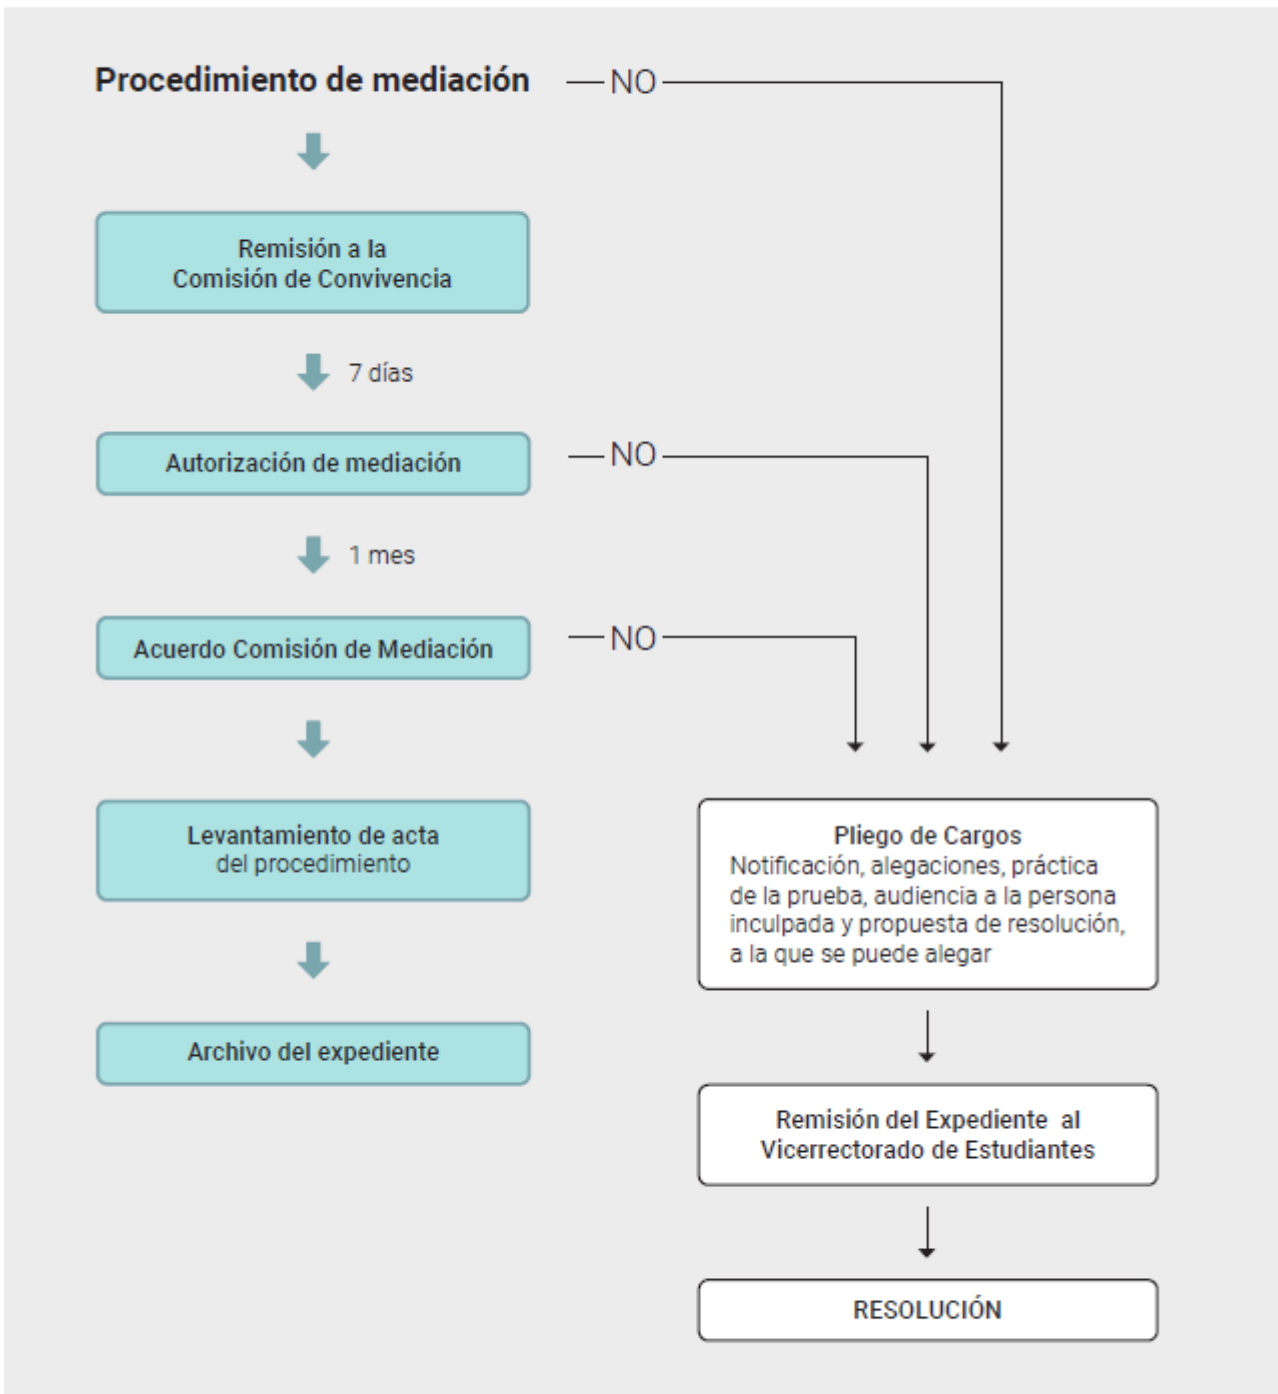 Procedimiento de mediación
NO
Remisión a la
Comisión de Convivencia
7 días
Autorización de mediación
NO
1 mes
Acuerdo Comisión de Mediación
NO
Levantamiento de acta
del procedimiento
Archivo del expediente
Pliego de Cargos
Notificación, alegaciones, práctica
de la prueba, audiencia a la persona
inculpada y propuesta de resolución,
a la que se puede alegar
Remisión del Expediente al
Vicerrectorado de Estudiantes
RESOLUCIÓN